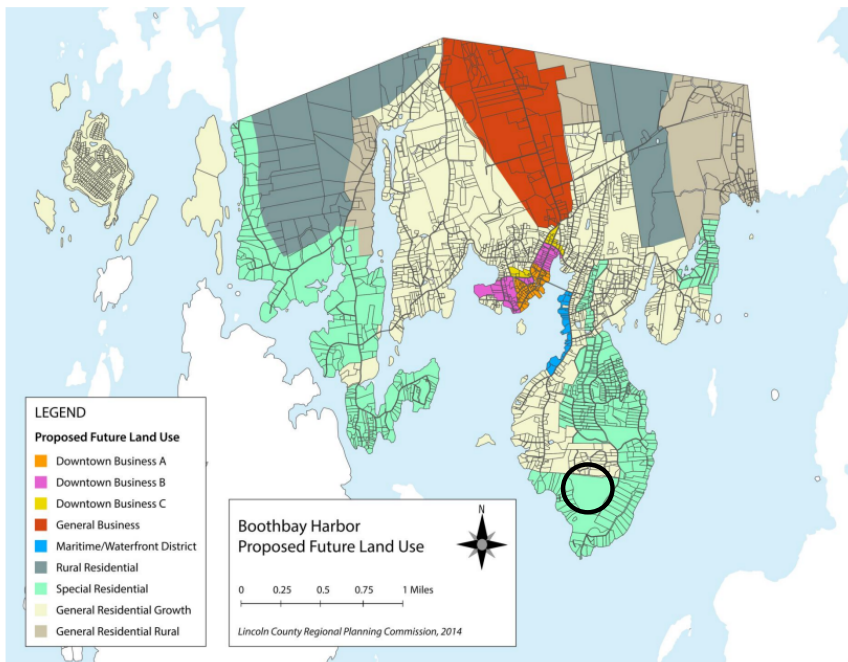 LEGEND
Proposed Future Land Use
Downtown Business A
Downtown Business B
Downtown Business C
General Business
Maritime/Waterfront District
Rural Residential
Special Residential
General Residential Growth
General Residential Rural
Boothbay Harbor
Proposed Future Land Use
N
0 0.25 0.5 0.75 1 Miles
Lincoln County Regional Planning Commission, 2014